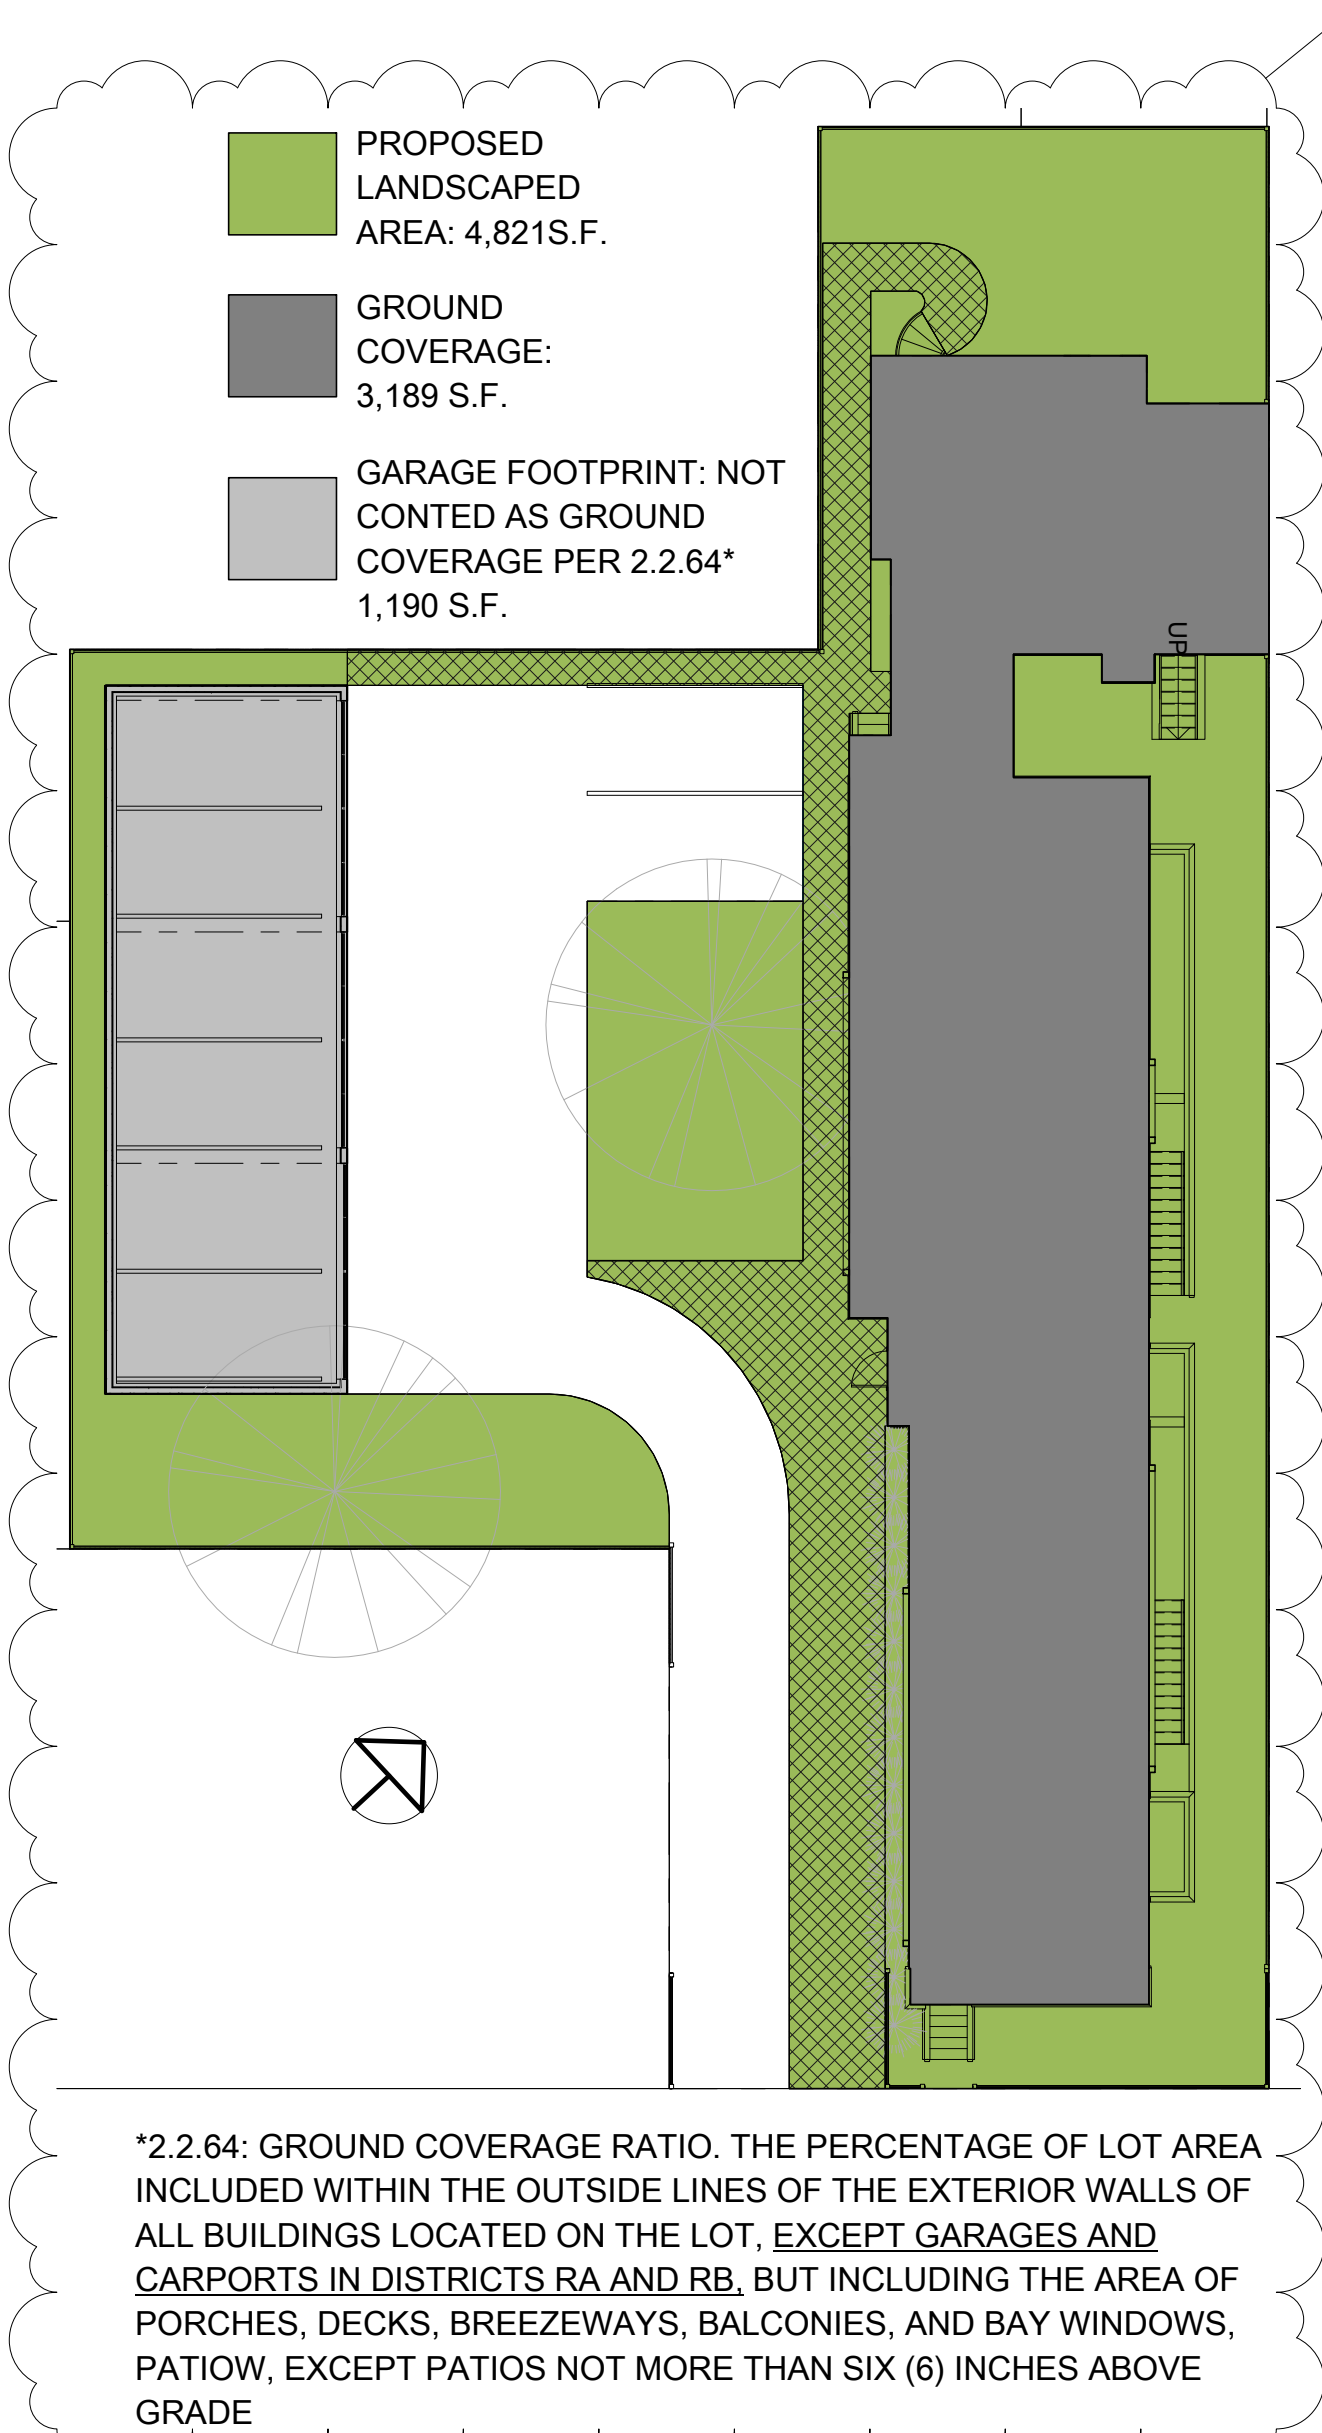 PROPOSED
LANDSCAPED
AREA: 4,821S.F.
GROUND
COVERAGE:
3,189 S.F.
GARAGE FOOTPRINT: NOT
CONTED AS GROUND
COVERAGE PER 2.2.64*
1,190 S.F.
UP
*2.2.64: GROUND COVERAGE RATIO. THE PERCENTAGE OF LOT AREA
INCLUDED WITHIN THE OUTSIDE LINES OF THE EXTERIOR WALLS OF
ALL BUILDINGS LOCATED ON THE LOT, EXCEPT GARAGES AND
CARPORTS IN DISTRICTS RA AND RB, BUT INCLUDING THE AREA OF
PORCHES, DECKS, BREEZEWAYS, BALCONIES, AND BAY WINDOWS,
PATIOW, EXCEPT PATIOS NOT MORE THAN SIX (6) INCHES ABOVE
GRADE